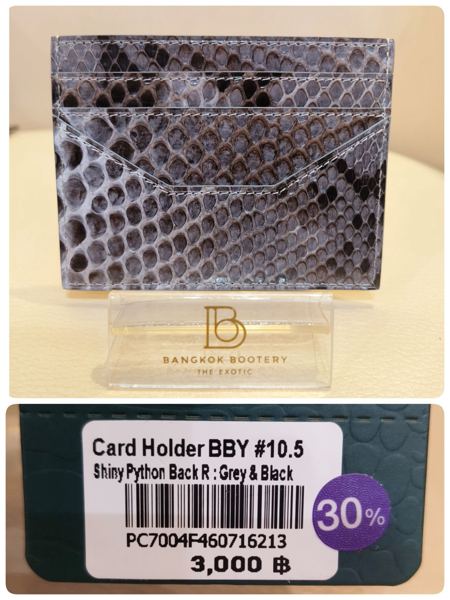 B
BANGKOK BOOTERY
THE EXOTIC
Card Holder BBY #10.5
Shiny Python Back R : Grey & Black
30%
PC7004F460716213
3,000 ฿